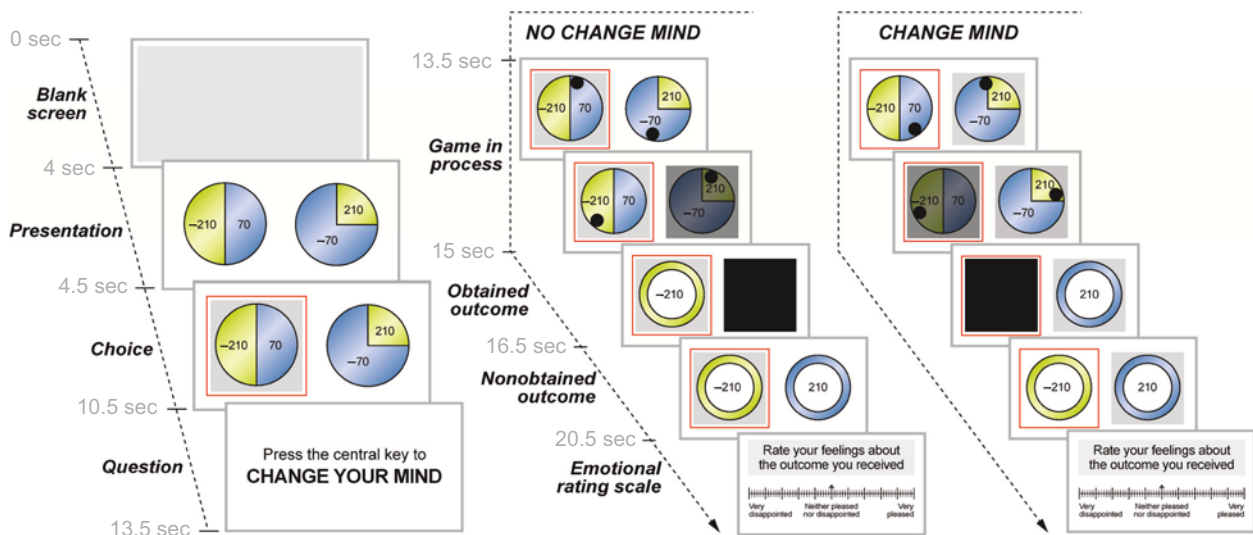 0 sec
Blank
screen
4 sec
Presentation
4.5 sec
Choice
10.5 sec
Question
13.5 sec
–210 70
210
–70
–210 70
210
–70
Press the central key to
CHANGE YOUR MIND
NO CHANGE MIND
13.5 sec
Game in
process
15 sec
Obtained
outcome
16.5 sec
Nonobtained
outcome
20.5 sec
Emotional
rating scale
–210 70
210
–70
–210 70
210
–70
–210
–210 210
Rate your feelings about
the outcome you received
Very
disappointed
Neither pleased
nor disappointed
Very
pleased
CHANGE MIND
–210 70
210
–70
–210 70
210
–70
210
–210 210
Rate your feelings about
the outcome you received
Very
disappointed
Neither pleased
nor disappointed
Very
pleased